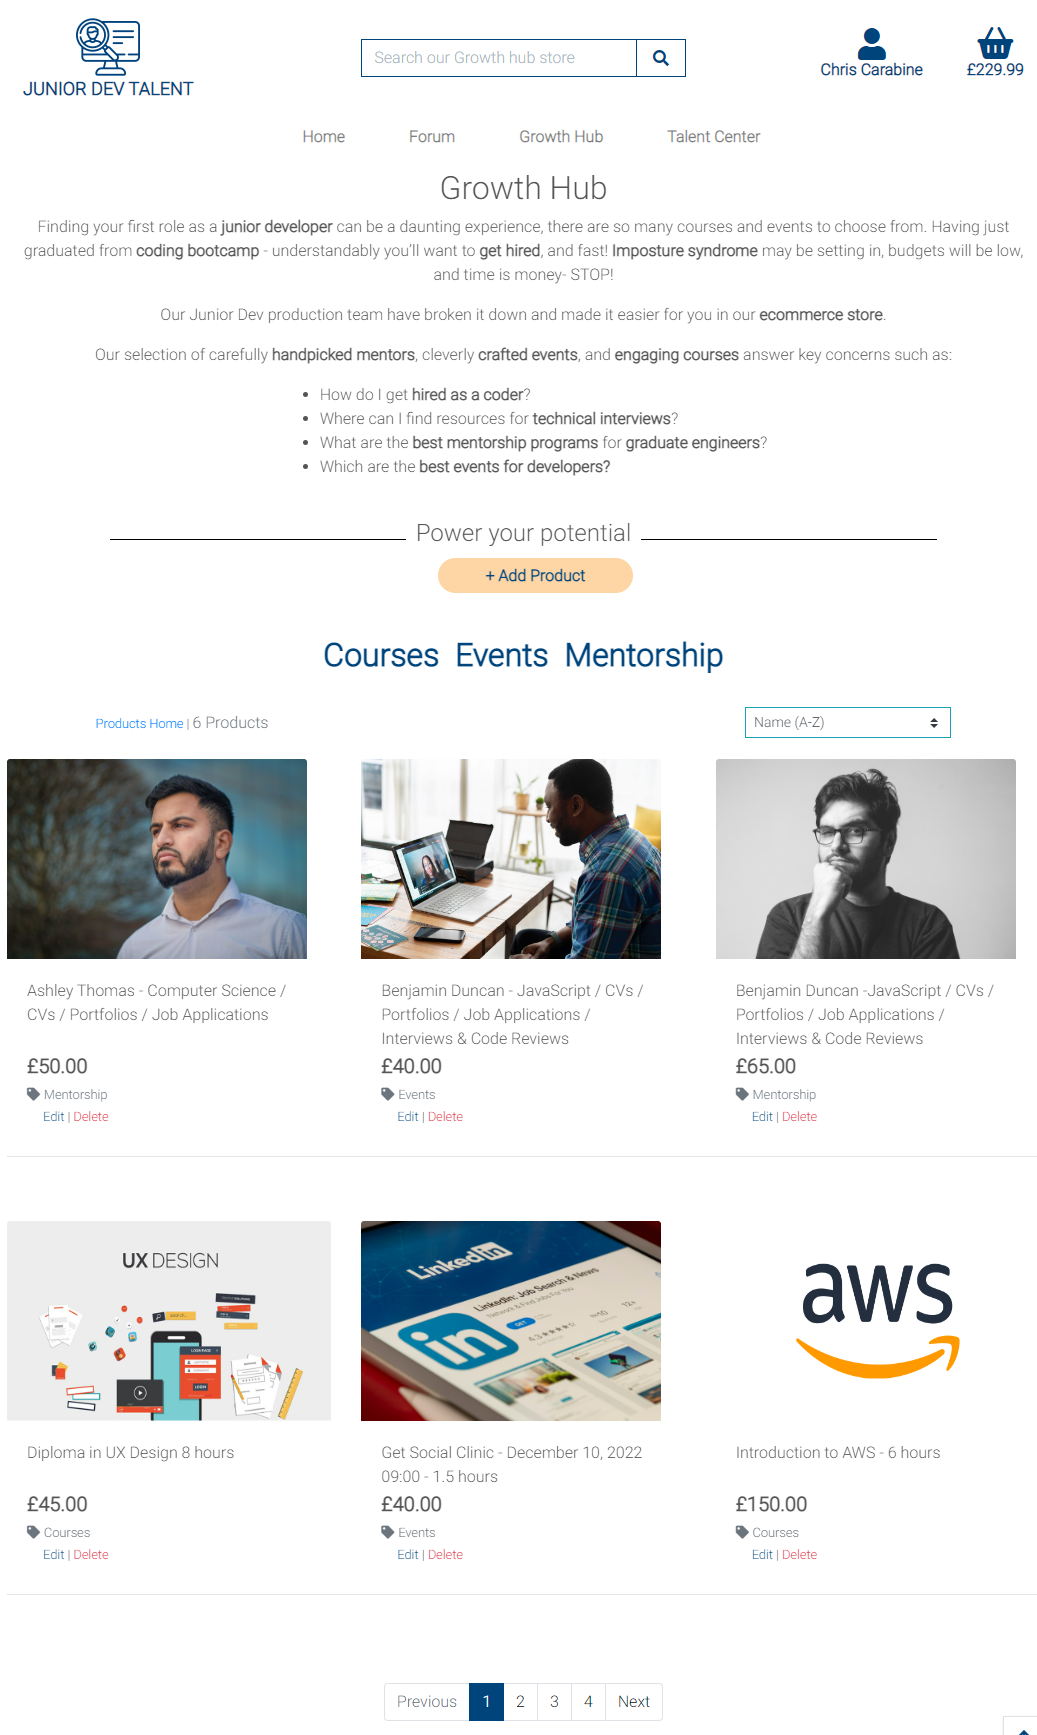 JUNIOR DEV TALENT
Search our Growth hub store
Chris Carabine
£229.99
Home Forum Growth Hub Talent Center
Growth Hub
Finding your first role as a junior developer can be a daunting experience, there are so many courses and events to choose from. Having just
graduated from coding bootcamp - understandably you'll want to get hired, and fast! Imposture syndrome may be setting in, budgets will be low,
and time is money- STOP!
Our Junior Dev production team have broken it down and made it easier for you in our ecommerce store.
Our selection of carefully handpicked mentors, cleverly crafted events, and engaging courses answer key concerns such as:
• How do I get hired as a coder?
• Where can I find resources for technical interviews?
• What are the best mentorship programs for graduate engineers?
• Which are the best events for developers?
Power your potential
+ Add Product
Courses Events Mentorship
Products Home | 6 Products
Name (A-Z)
Ashley Thomas - Computer Science /
CVs / Portfolios / Job Applications
£50.00
Mentorship
Edit | Delete
Benjamin Duncan - JavaScript / CVs /
Portfolios / Job Applications /
Interviews & Code Reviews
£40.00
Events
Edit | Delete
Benjamin Duncan -JavaScript / CVs /
Portfolios / Job Applications /
Interviews & Code Reviews
£65.00
Mentorship
Edit | Delete
UX DESIGN
Diploma in UX Design 8 hours
£45.00
Courses
Edit | Delete
LinkedIn
LinkedIn: Job Search & News
Network & Find Jobs For You
GET
in
Get Social Clinic - December 10, 2022
09:00 - 1.5 hours
£40.00
Events
Edit | Delete
aws
Introduction to AWS - 6 hours
£150.00
Courses
Edit | Delete
Previous 1 2 3 4 Next